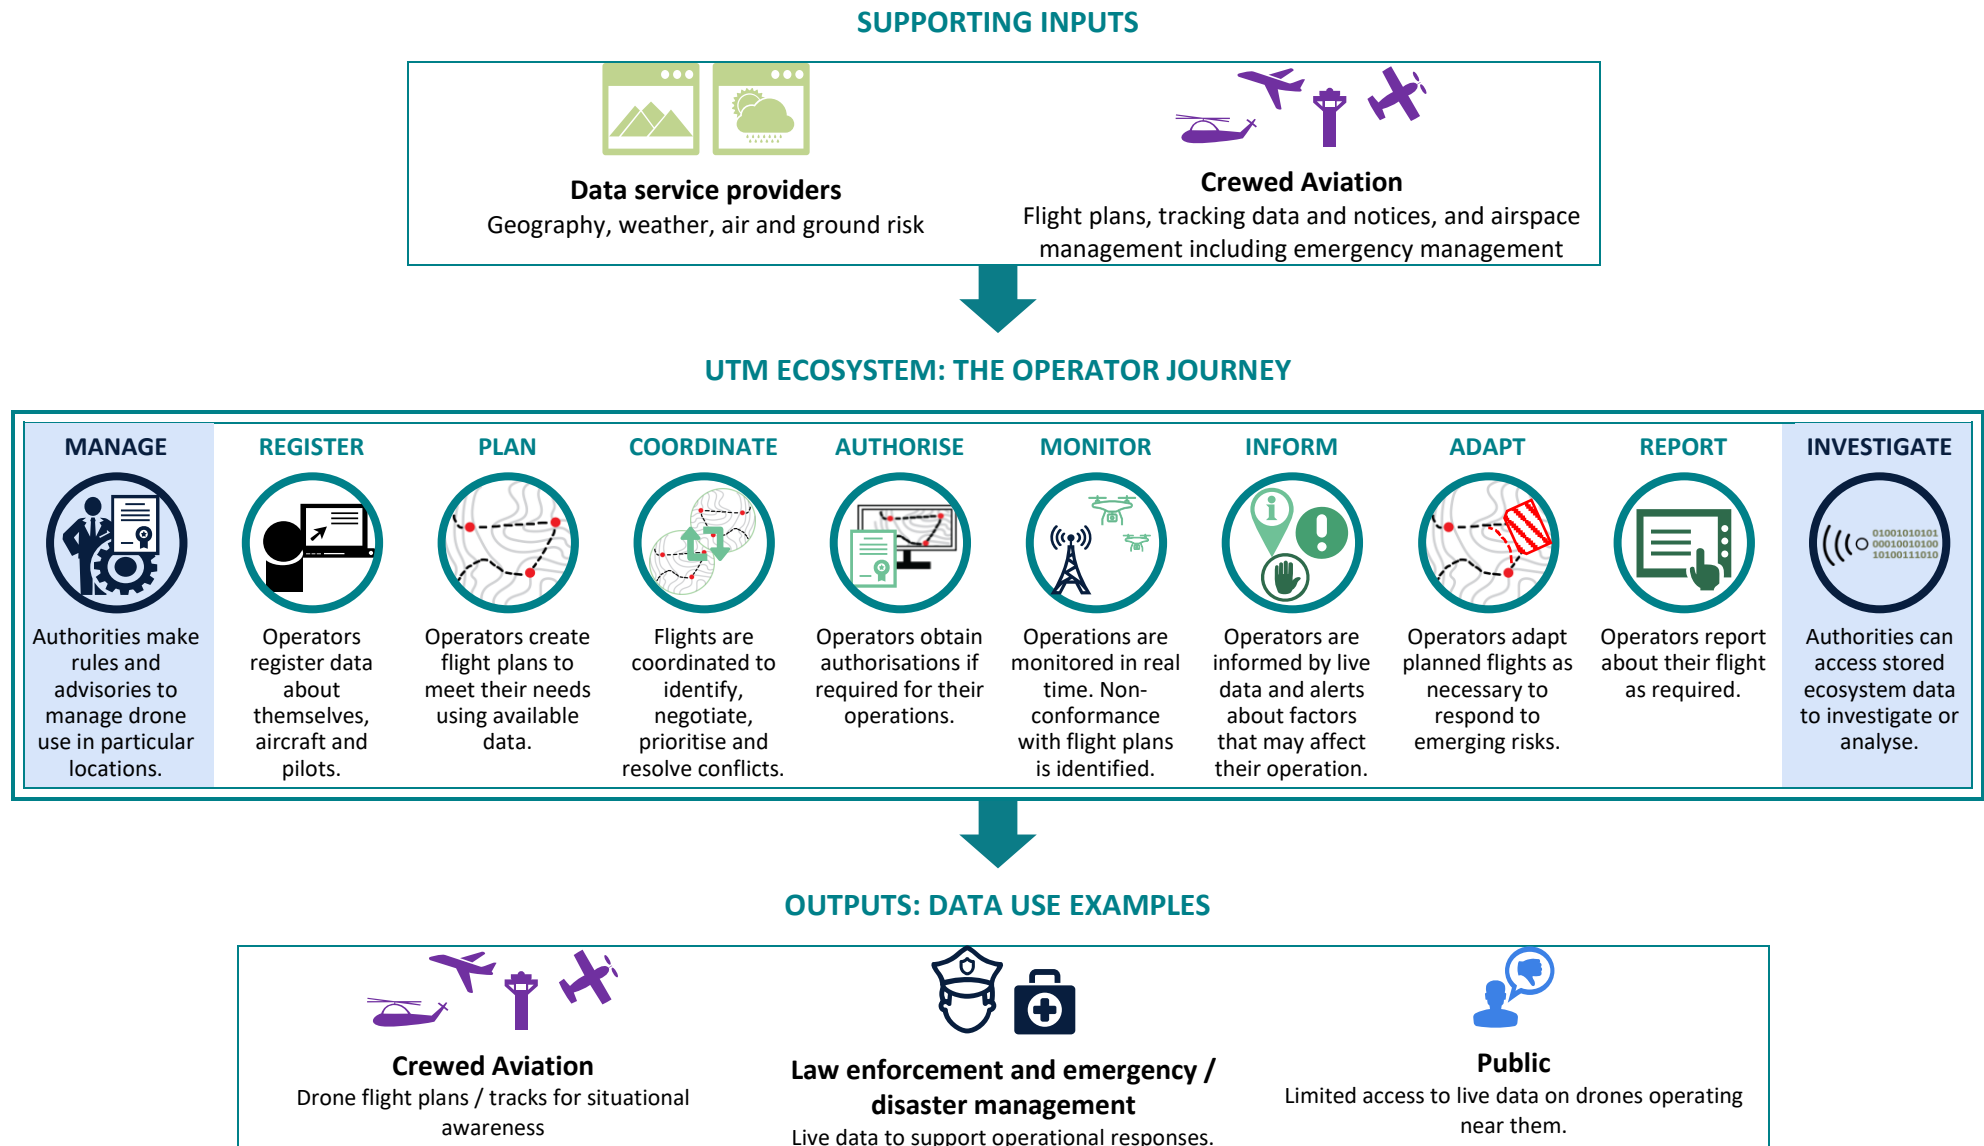 SUPPORTING INPUTS
Data service providers
Geography, weather, air and ground risk
Crewed Aviation
Flight plans, tracking data and notices, and airspace
management including emergency management
UTM ECOSYSTEM: THE OPERATOR JOURNEY
MANAGE
Authorities make
rules and
advisories to
manage drone
use in particular
locations.
REGISTER
Operators
register data
about
themselves,
aircraft and
pilots.
PLAN
Operators create
flight plans to
meet their needs
using available
data.
COORDINATE
Flights are
coordinated to
identify,
negotiate,
prioritise and
resolve conflicts.
AUTHORISE
Operators obtain
authorisations if
required for their
operations.
MONITOR
Operations are
monitored in real
time. Non-
conformance
with flight plans
is identified.
INFORM
i
Operators are
informed by live
data and alerts
about factors
that may affect
their operation.
ADAPT
Operators adapt
planned flights as
necessary to
respond to
emerging risks.
REPORT
Operators report
about their flight
as required.
INVESTIGATE
01001010101
00010010100
10100111010
Authorities can
access stored
ecosystem data
to investigate or
analyse.
OUTPUTS: DATA USE EXAMPLES
Crewed Aviation
Drone flight plans / tracks for situational
awareness
Law enforcement and emergency /
disaster management
Live data to support operational responses.
Public
Limited access to live data on drones operating
near them.